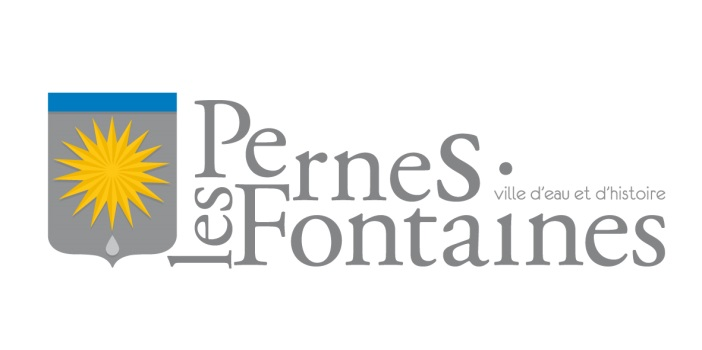 Pernes
les Fontaines
ville d'eau et d'histoire